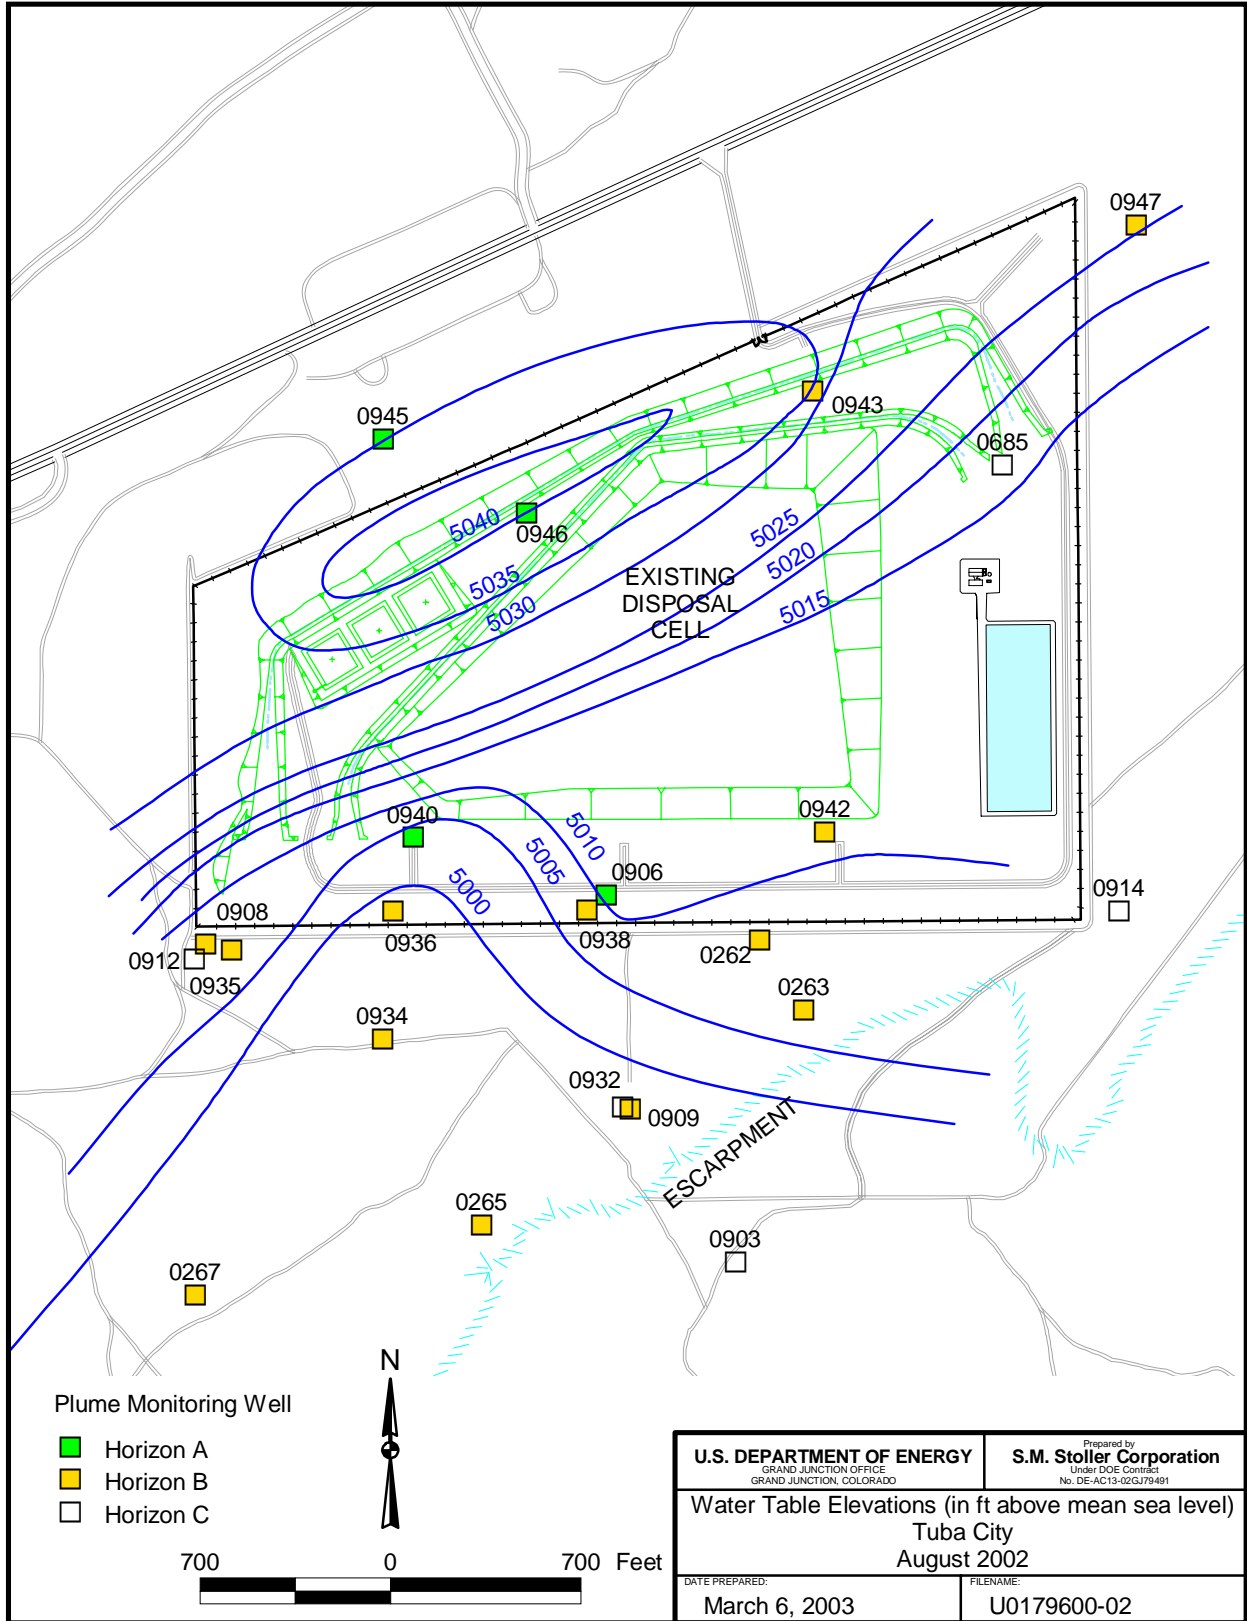 0947
0945
0943
0685
5040
0946
5025
5020
5035
5030
5015
EXISTING
DISPOSAL
CELL
0940
5010
0942
5005
0906
5000
0914
0908
0936
0938
0262
0912
0935
0263
0934
0932
0909
ESCARPMENT
0265
0903
0267
N
Plume Monitoring Well
Horizon A
Horizon B
Horizon C
700 0 700 Feet
U.S. DEPARTMENT OF ENERGY
GRAND JUNCTION OFFICE
GRAND JUNCTION, COLORADO
Prepared by
S.M. Stoller Corporation
Under DOE Contract
No. DE-AC13-02GJ79491
Water Table Elevations (in ft above mean sea level)
Tuba City
August 2002
DATE PREPARED:
March 6, 2003
FILENAME:
U0179600-02